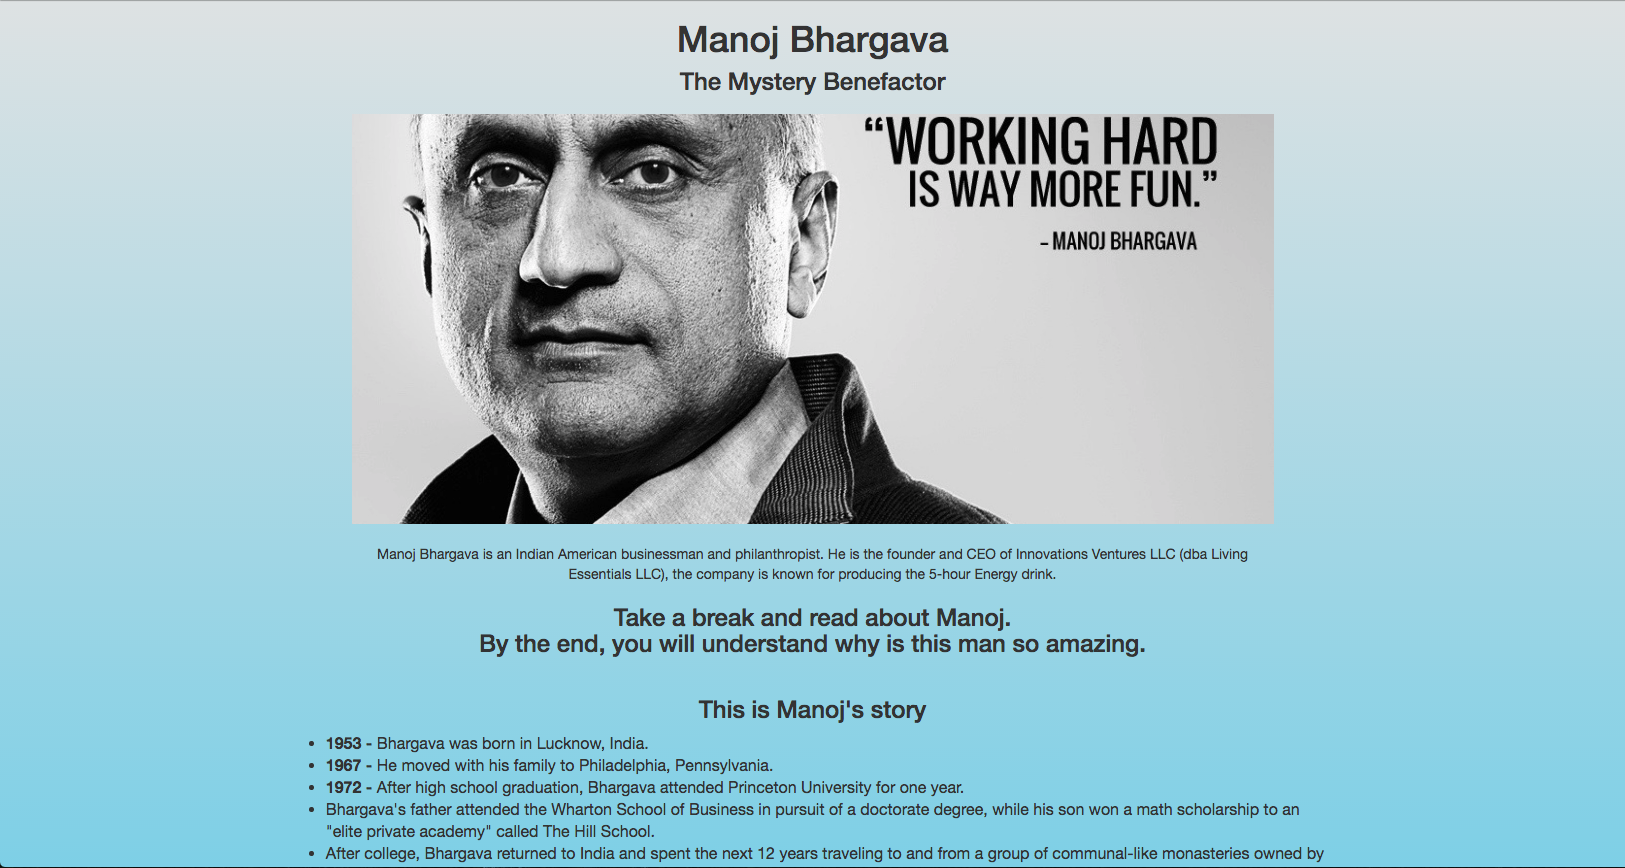 Manoj Bhargava
The Mystery Benefactor
“WORKING HARD
IS WAY MORE FUN.”
– MANOJ BHARGAVA
Manoj Bhargava is an Indian American businessman and philanthropist. He is the founder and CEO of Innovations Ventures LLC (dba Living
Essentials LLC), the company is known for producing the 5-hour Energy drink.
Take a break and read about Manoj.
By the end, you will understand why is this man so amazing.
This is Manoj's story
• 1953 - Bhargava was born in Lucknow, India.
• 1967 - He moved with his family to Philadelphia, Pennsylvania.
• 1972 - After high school graduation, Bhargava attended Princeton University for one year.
• Bhargava's father attended the Wharton School of Business in pursuit of a doctorate degree, while his son won a math scholarship to an
"elite private academy" called The Hill School.
• After college, Bhargava returned to India and spent the next 12 years traveling to and from a group of communal-like monasteries owned by